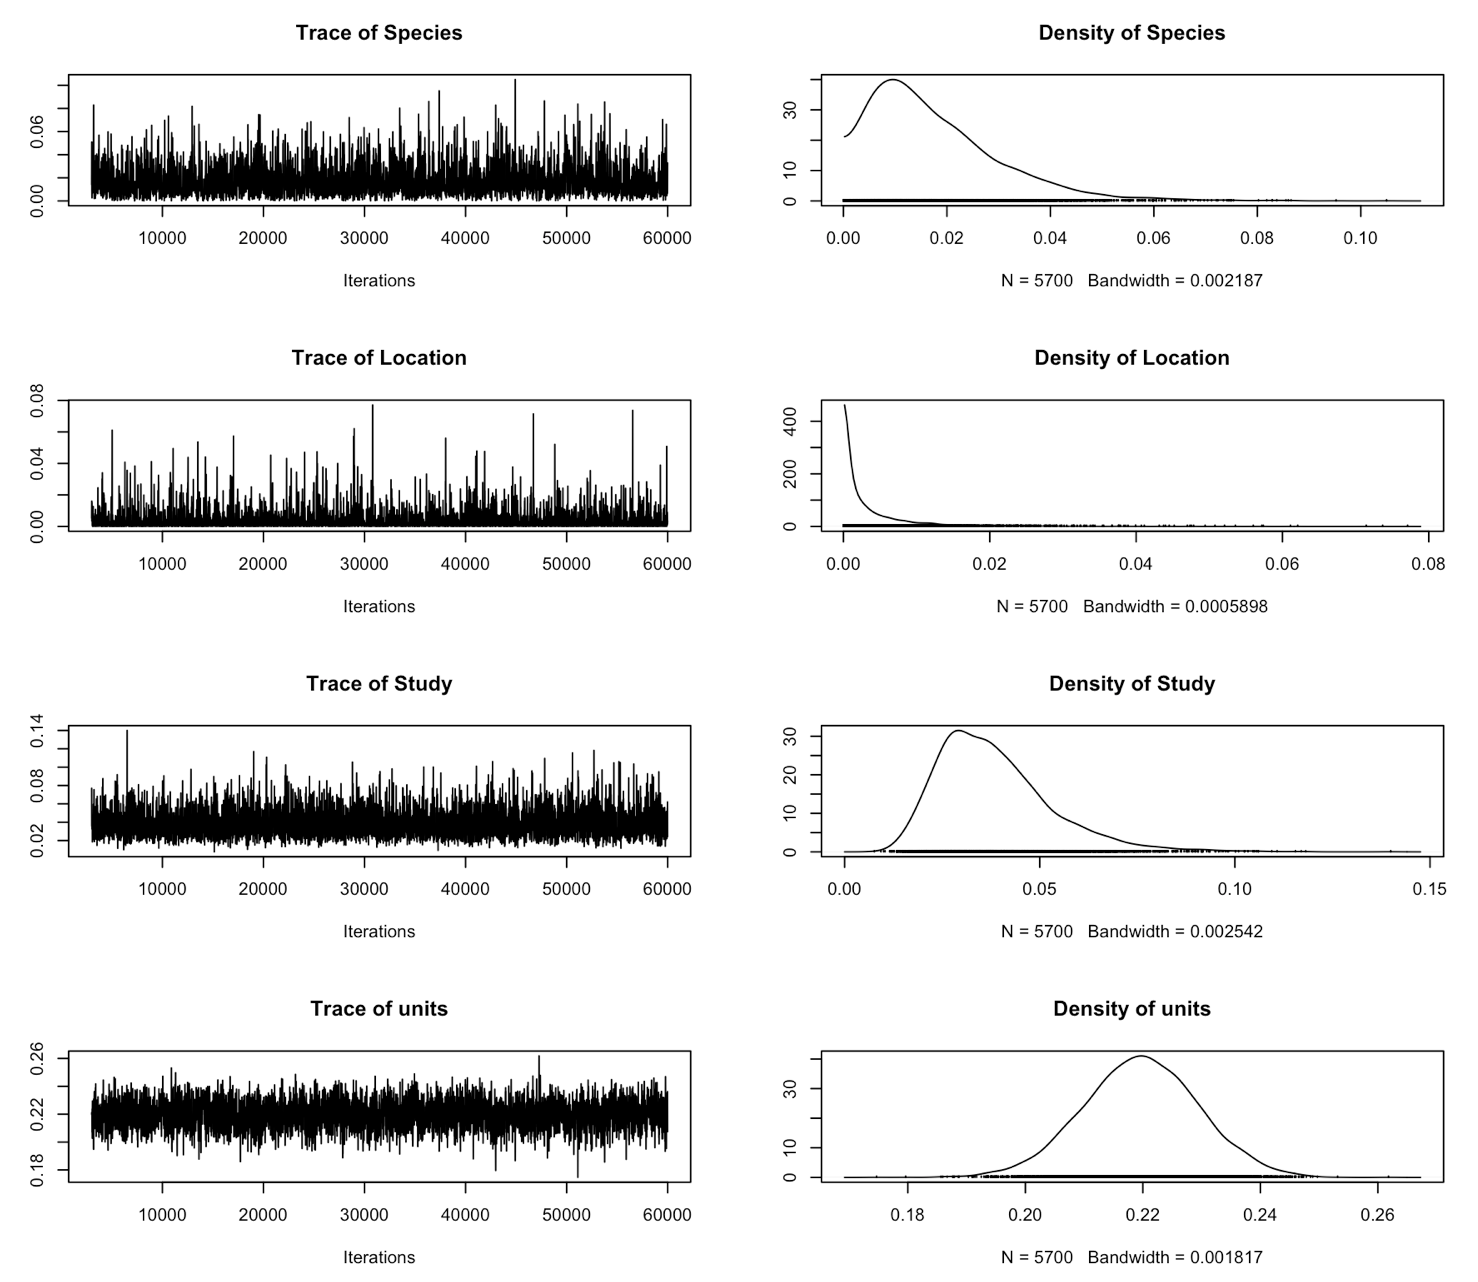 Trace of Species
0.00 0.06
10000 20000 30000 40000 50000 60000
Iterations
Density of Species
0 10 30
0.00 0.02 0.04 0.06 0.08 0.10
N = 5700 Bandwidth = 0.002187
Trace of Location
0.00 0.04 0.08
10000 20000 30000 40000 50000 60000
Iterations
Density of Location
0 200 400
0.00 0.02 0.04 0.06 0.08
N = 5700 Bandwidth = 0.0005898
Trace of Study
0.02 0.08 0.14
10000 20000 30000 40000 50000 60000
Iterations
Density of Study
0 10 20 30
0.00 0.05 0.10 0.15
N = 5700 Bandwidth = 0.002542
Trace of units
0.18 0.22 0.26
10000 20000 30000 40000 50000 60000
Iterations
Density of units
0 10 30
0.18 0.20 0.22 0.24 0.26
N = 5700 Bandwidth = 0.001817